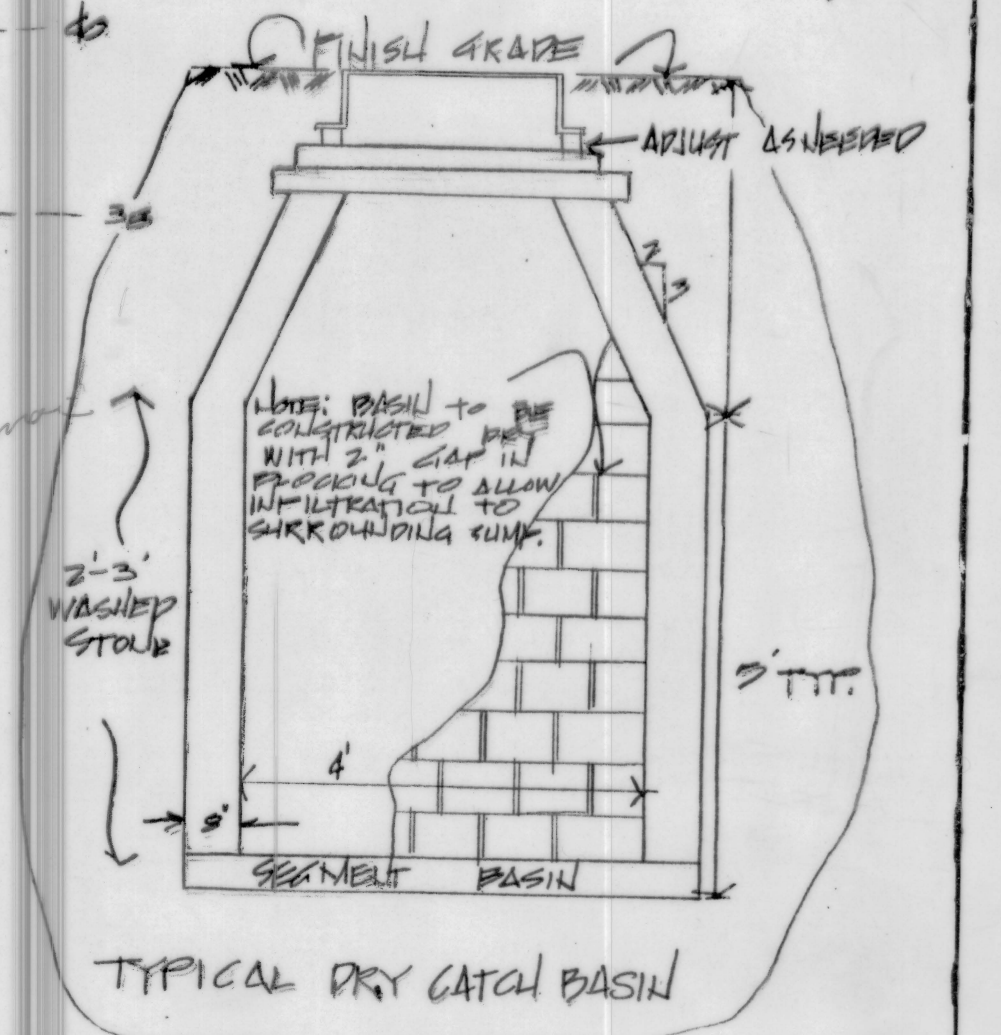 FINISH GRADE
ADJUST AS NEEDED
2
3
NOTE: BASIN TO BE
CONSTRUCTED DRY
WITH 2" GAP IN
BLOCKING TO ALLOW
INFILTRATION TO
SURROUNDING SUMP.
2'-3'
WASHED
STONE
5' TYP.
4'
8"
SEGMENT BASIN
TYPICAL DRY CATCH BASIN